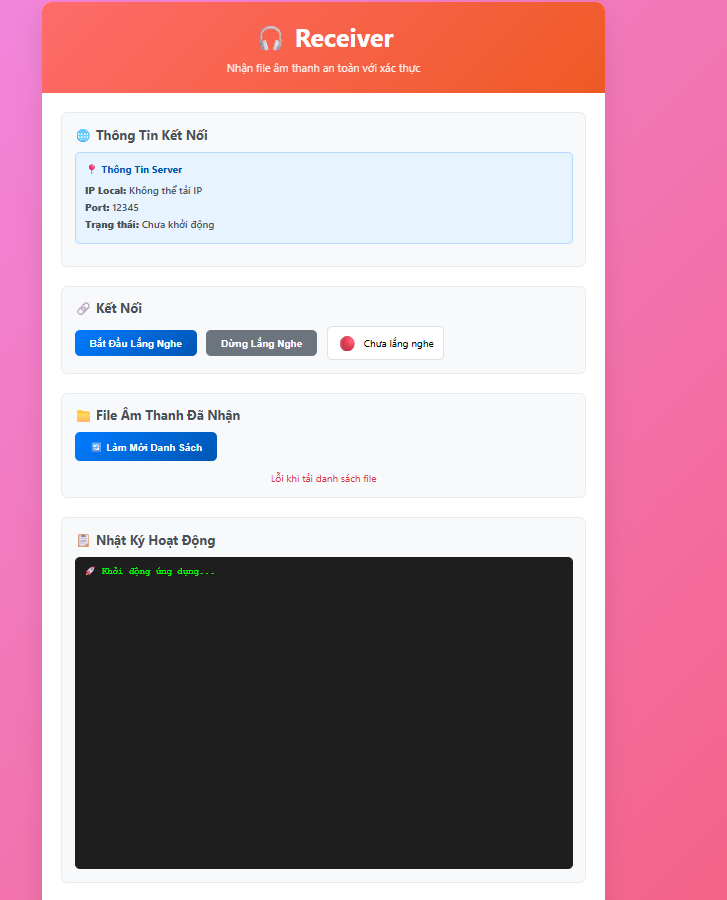 🎧 Receiver
Nhận file âm thanh an toàn với xác thực
🌐 Thông Tin Kết Nối
📍 Thông Tin Server
IP Local: Không thể tải IP
Port: 12345
Trạng thái: Chưa khởi động
🔗 Kết Nối
Bắt Đầu Lắng Nghe
Dừng Lắng Nghe
Chưa lắng nghe
📁 File Âm Thanh Đã Nhận
🔄 Làm Mới Danh Sách
Lỗi khi tải danh sách file
📋 Nhật Ký Hoạt Động
🚀 Khởi động ứng dụng...